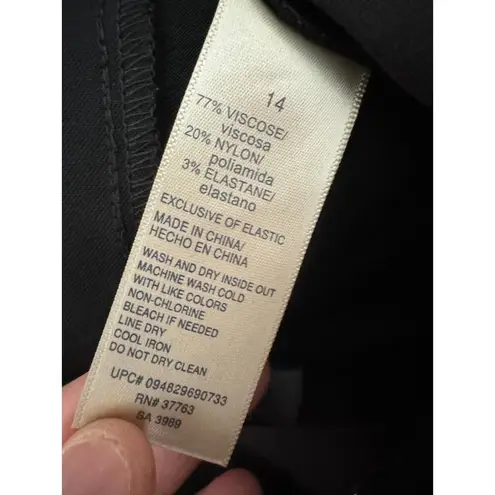 14
77% VISCOSE/
viscosa
20% NYLON/
poliamida
3% ELASTANE/
elastano
EXCLUSIVE OF ELASTIC
MADE IN CHINA/
HECHO EN CHINA
WASH AND DRY INSIDE OUT
MACHINE WASH COLD
WITH LIKE COLORS
NON-CHLORINE
BLEACH IF NEEDED
LINE DRY
COOL IRON
DO NOT DRY CLEAN
UPC# 094829690733
RN# 37763
SA 3989